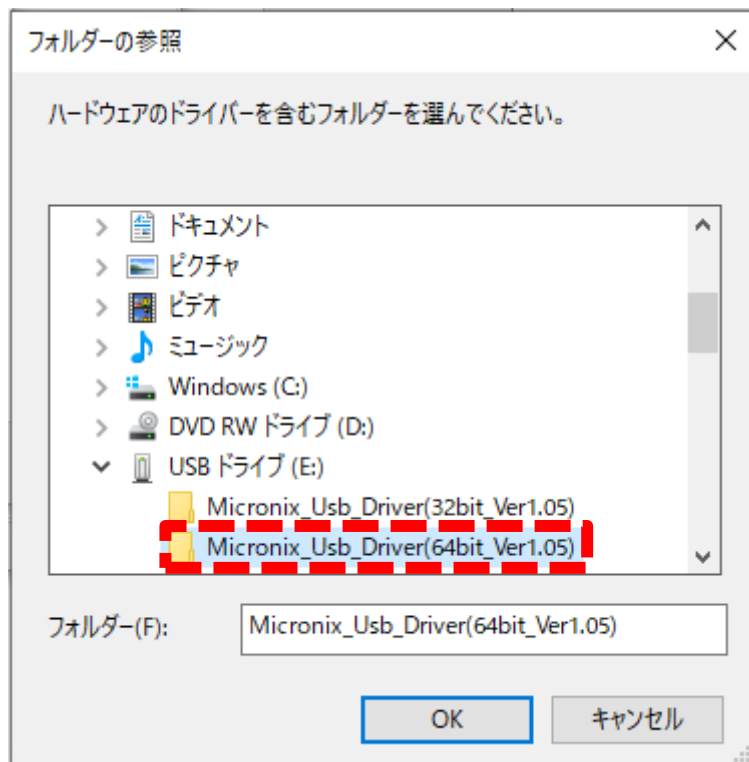 フォルダーの参照
ハードウェアのドライバーを含むフォルダーを選んでください。
ドキュメント
ピクチャ
ビデオ
ミュージック
Windows (C:)
DVD RW ドライブ (D:)
USB ドライブ (E:)
Micronix_Usb_Driver(32bit_Ver1.05)
Micronix_Usb_Driver(64bit_Ver1.05)
フォルダー(F): Micronix_Usb_Driver(64bit_Ver1.05)
OK キャンセル